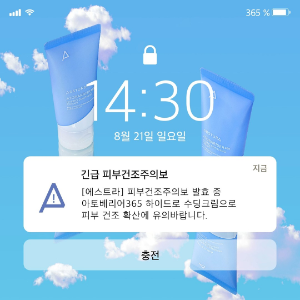 365 %
14:30
8월 21일 일요일
긴급 피부건조주의보
지금
[에스트라] 피부건조주의보 발효 중
아토베리어365 하이드로 수딩크림으로
피부 건조 확산에 유의바랍니다.
충전